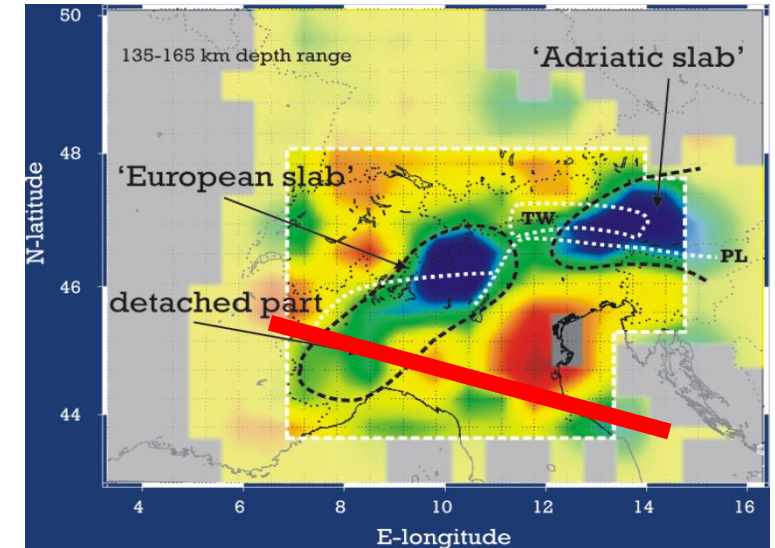 50
135-165 km depth range
'Adriatic slab'
48
'European slab'
TW
PL
46
detached part
44
N-latitude
4 6 8 10 12 14 16
E-longitude